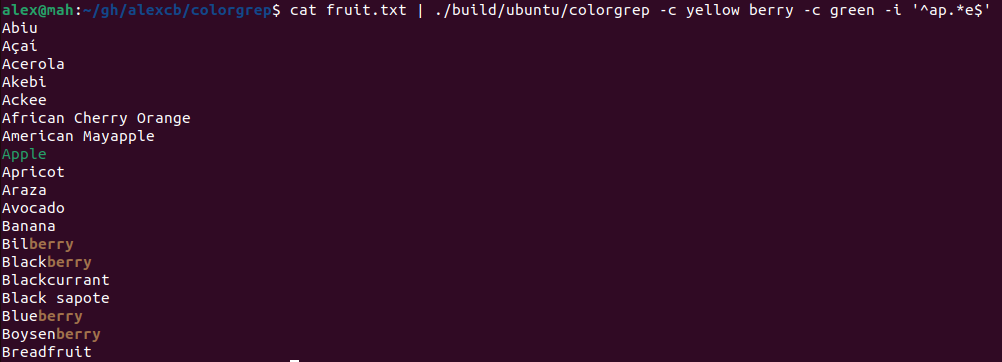 alex@mah:~/gh/alexcb/colorgrep$ cat fruit.txt | ./build/ubuntu/colorgrep -c yellow berry -c green -i '^ap.*e$'
Abiu
Açaí
Acerola
Akebi
Ackee
African Cherry Orange
American Mayapple
Apple
Apricot
Araza
Avocado
Banana
Bilberry
Blackberry
Blackcurrant
Black sapote
Blueberry
Boysenberry
Breadfruit